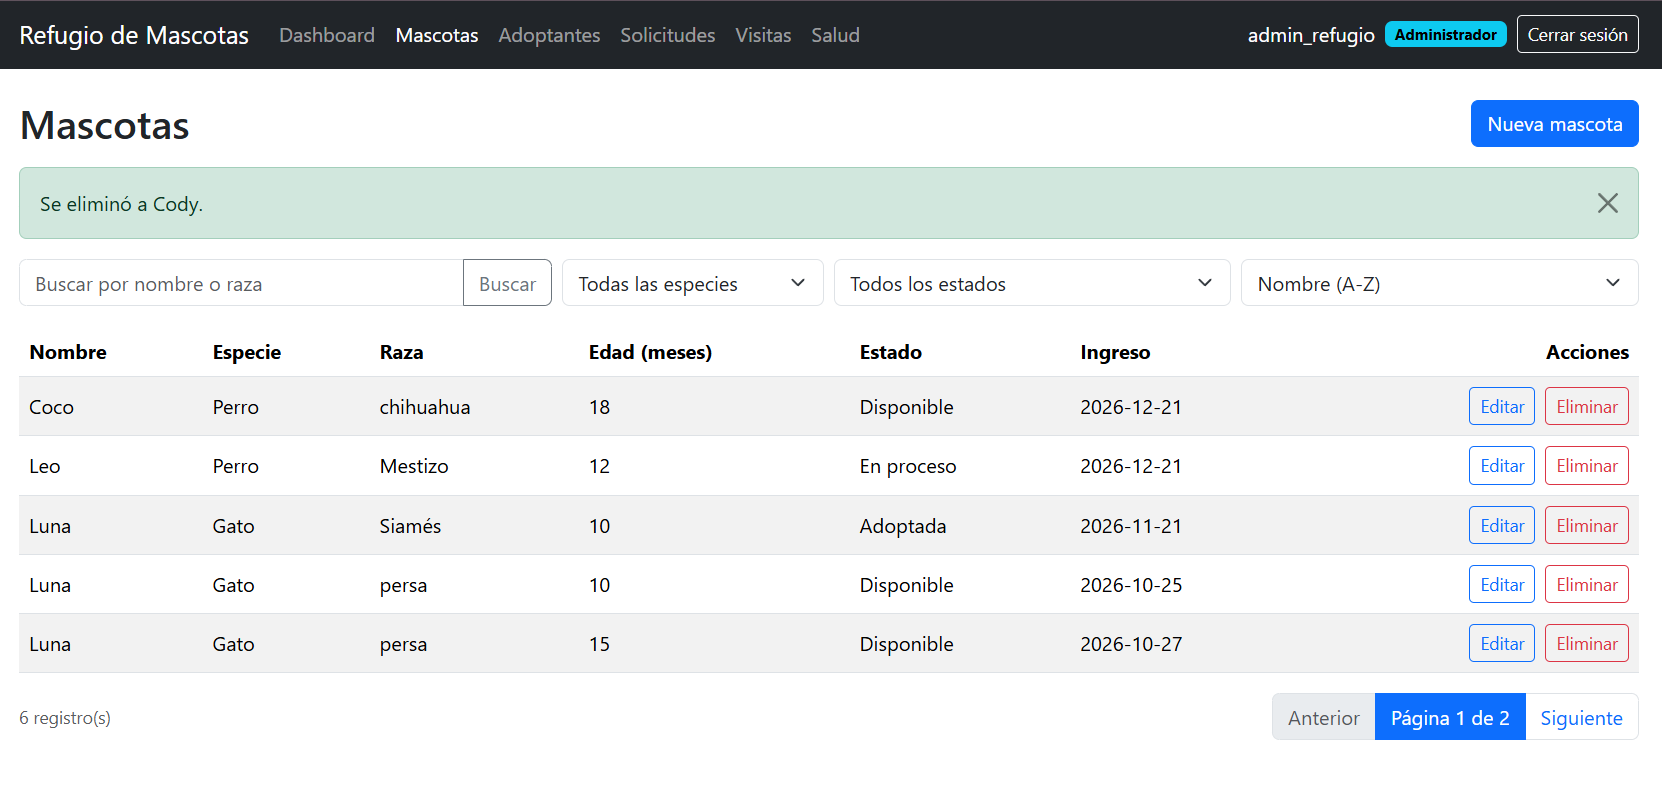 Refugio de Mascotas Dashboard Mascotas Adoptantes Solicitudes Visitas Salud admin_refugio Administrador Cerrar sesión
Mascotas Nueva mascota
Se eliminó a Cody.
Buscar por nombre o raza Buscar Todas las especies Todos los estados Nombre (A-Z)
Nombre Especie Raza Edad (meses) Estado Ingreso Acciones
Coco Perro chihuahua 18 Disponible 2026-12-21 Editar Eliminar
Leo Perro Mestizo 12 En proceso 2026-12-21 Editar Eliminar
Luna Gato Siamés 10 Adoptada 2026-11-21 Editar Eliminar
Luna Gato persa 10 Disponible 2026-10-25 Editar Eliminar
Luna Gato persa 15 Disponible 2026-10-27 Editar Eliminar
6 registro(s) Anterior Página 1 de 2 Siguiente